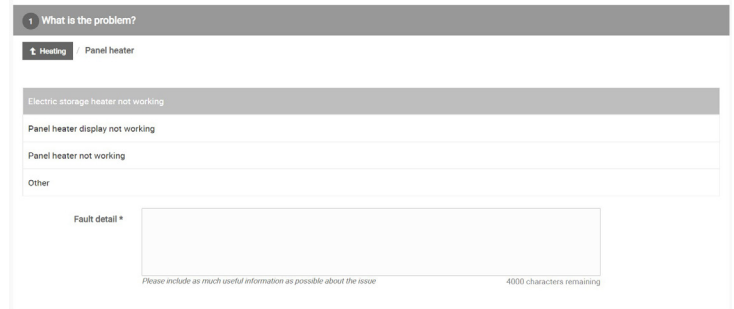 1 What is the problem?
Heating / Panel heater
Electric storage heater not working
Panel heater display not working
Panel heater not working
Other
Fault detail *
Please include as much useful information as possible about the issue 4000 characters remaining